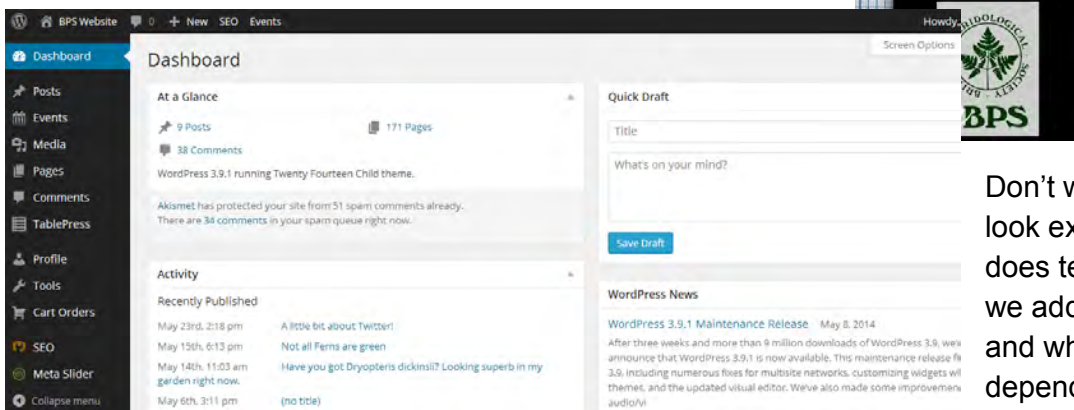 BPS Website 0 + New SEO Events Howdy,
Screen Options
Dashboard
Posts
Events
Media
Pages
Comments
TablePress
Profile
Tools
Cart Orders
SEO
Meta Slider
Collapse menu
Dashboard
At a Glance
9 Posts 171 Pages
38 Comments
WordPress 3.9.1 running Twenty Fourteen Child theme.
Akismet has protected your site from 51 spam comments already.
There are 34 comments in your spam queue right now.
Activity
Recently Published
May 23rd, 2:18 pm A little bit about Twitter!
May 15th, 6:13 pm Not all Ferns are green
May 14th, 11:03 am Have you got Dryopteris dickinsii? Looking superb in my
garden right now.
May 6th, 3:11 pm (no title)
Quick Draft
Title
What's on your mind?
Save Draft
WordPress News
WordPress 3.9.1 Maintenance Release May 8, 2014
After three weeks and more than 9 million downloads of WordPress 3.9, we
announce that WordPress 3.9.1 is now available. This maintenance release
3.9, including numerous fixes for multisite networks, customizing widgets
themes, and the updated visual editor. We've also made some
audio/vi
SOCIETY
BPS
Don't
look
does
we
and